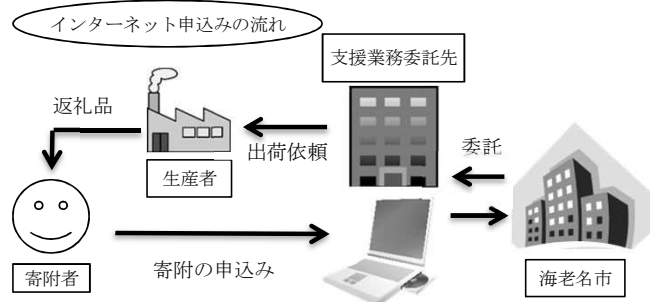 インターネット申込みの流れ
支援業務委託先
返礼品
出荷依頼
委託
生産者
寄附者
寄附の申込み
海老名市